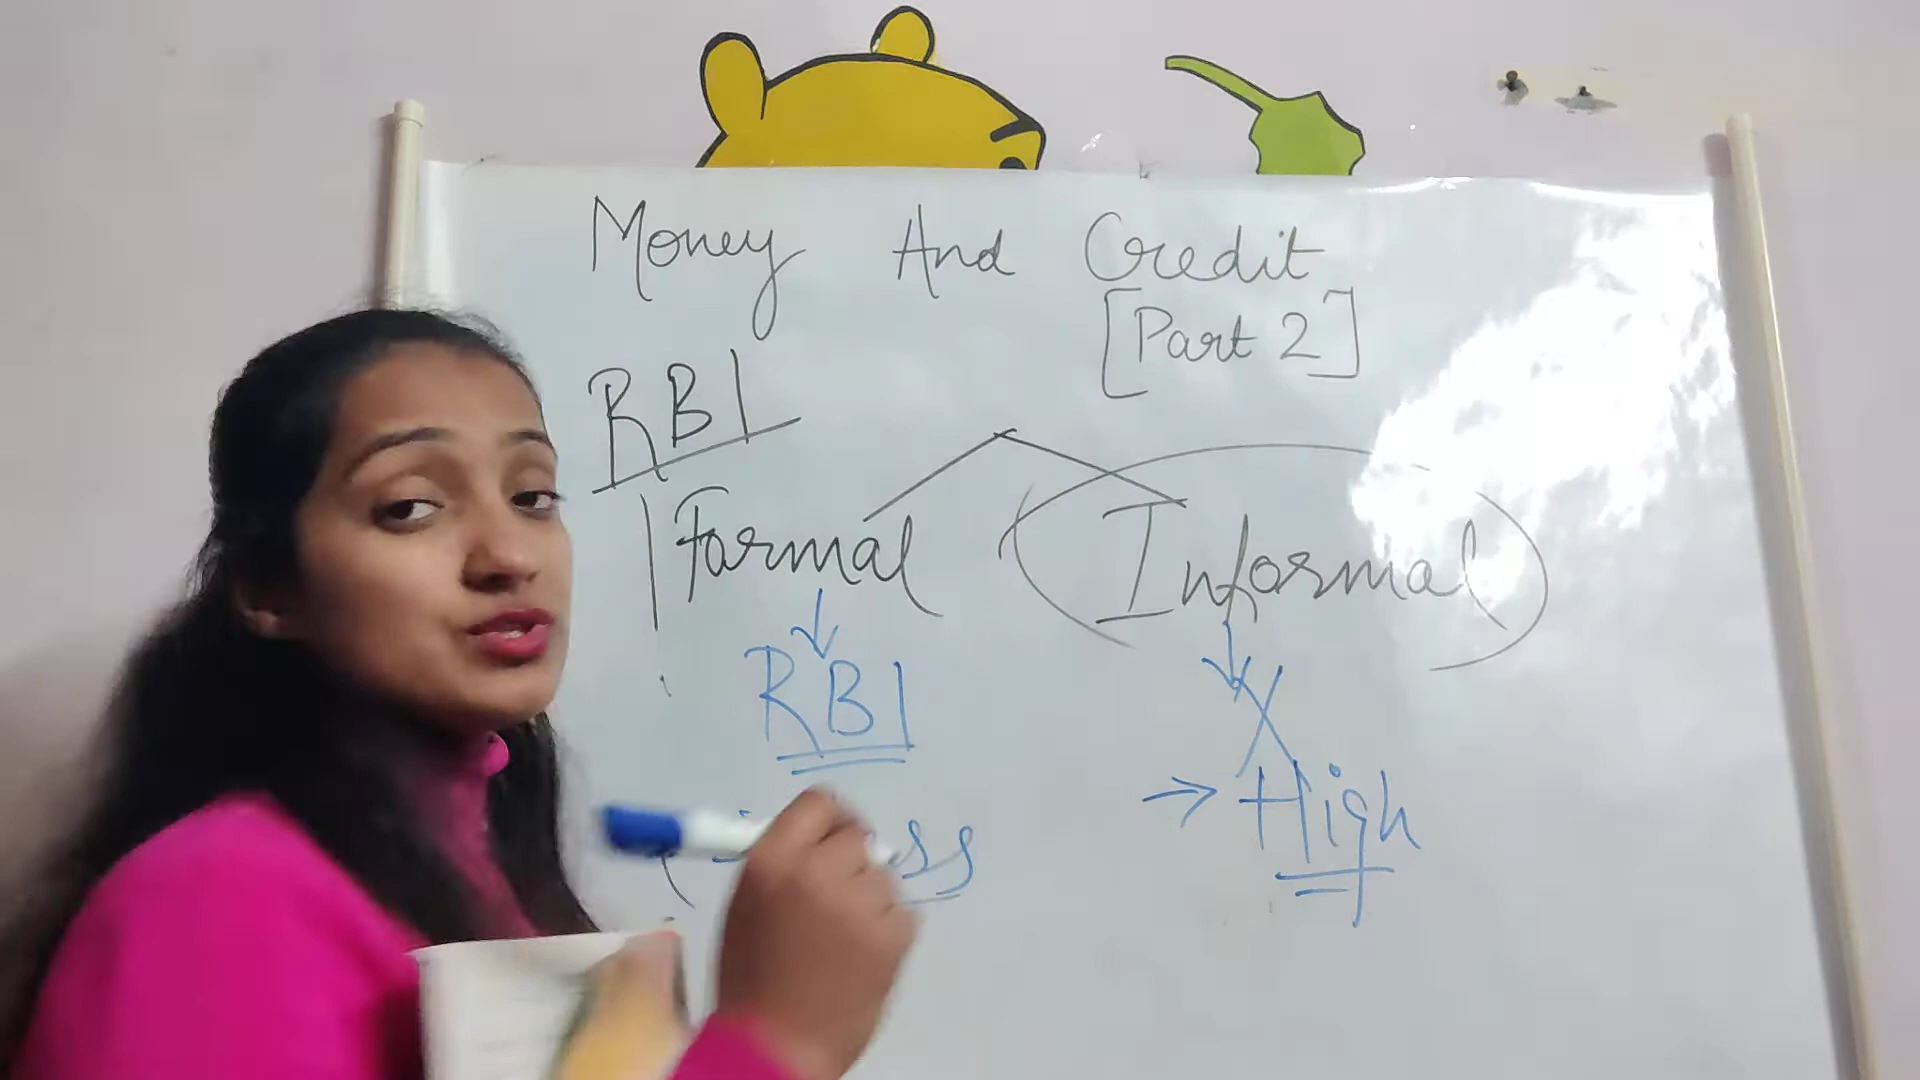 Money And Credit
[Part 2]
RBI
Formal Informal
RBI X
→ High